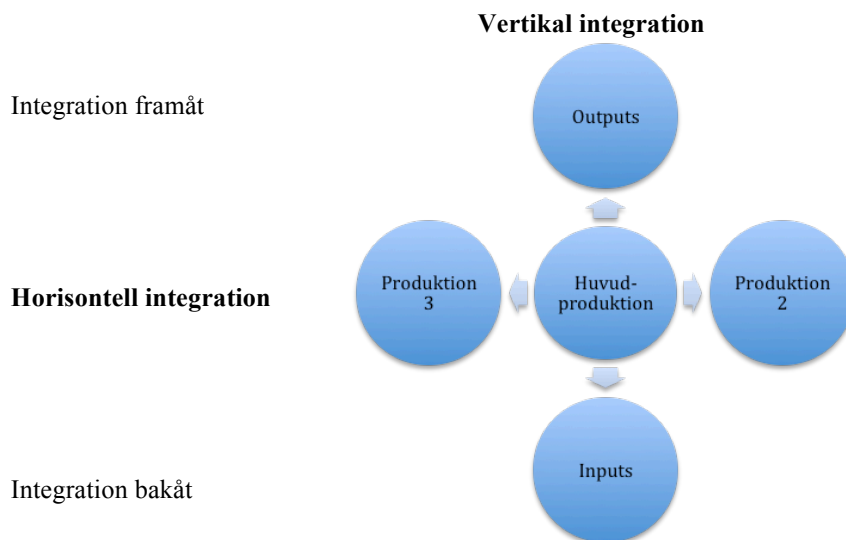 Vertikal integration
Integration framåt
Outputs
Horisontell integration
Produktion
3
Huvud-
produktion
Produktion
2
Integration bakåt
Inputs